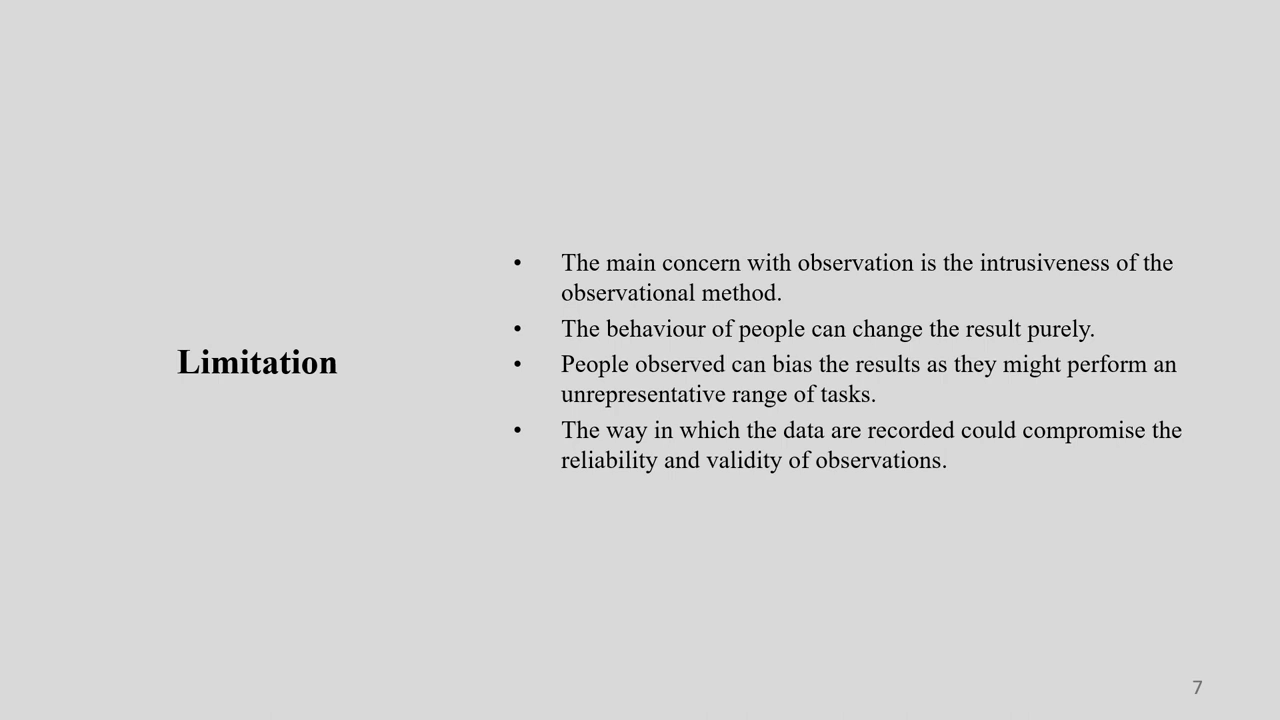 Limitation
• The main concern with observation is the intrusiveness of the
observational method.
• The behaviour of people can change the result purely.
• People observed can bias the results as they might perform an
unrepresentative range of tasks.
• The way in which the data are recorded could compromise the
reliability and validity of observations.
7